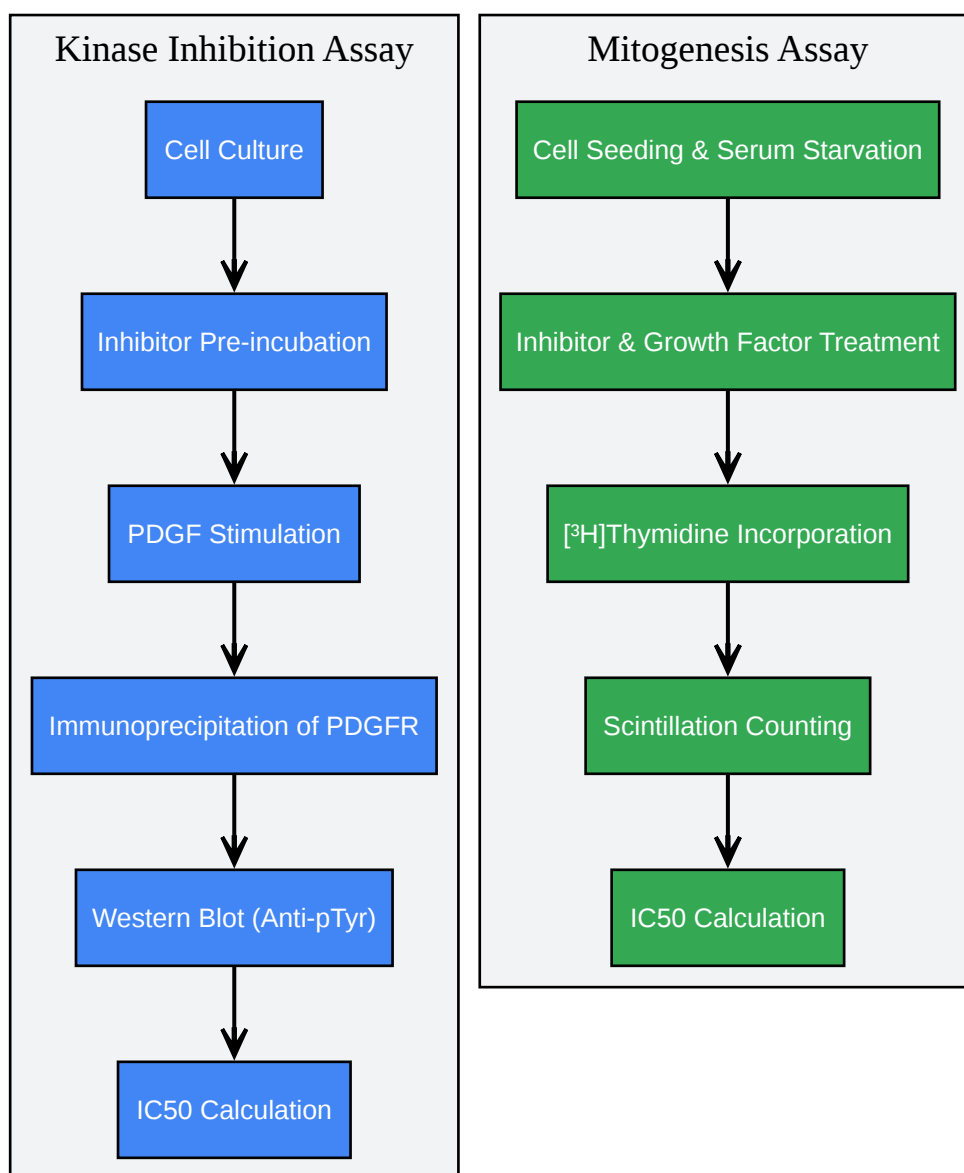 Kinase Inhibition Assay
Cell Culture
Inhibitor Pre-incubation
PDGF Stimulation
Immunoprecipitation of PDGFR
Western Blot (Anti-pTyr)
IC50 Calculation
Mitogenesis Assay
Cell Seeding & Serum Starvation
Inhibitor & Growth Factor Treatment
[³H]Thymidine Incorporation
Scintillation Counting
IC50 Calculation